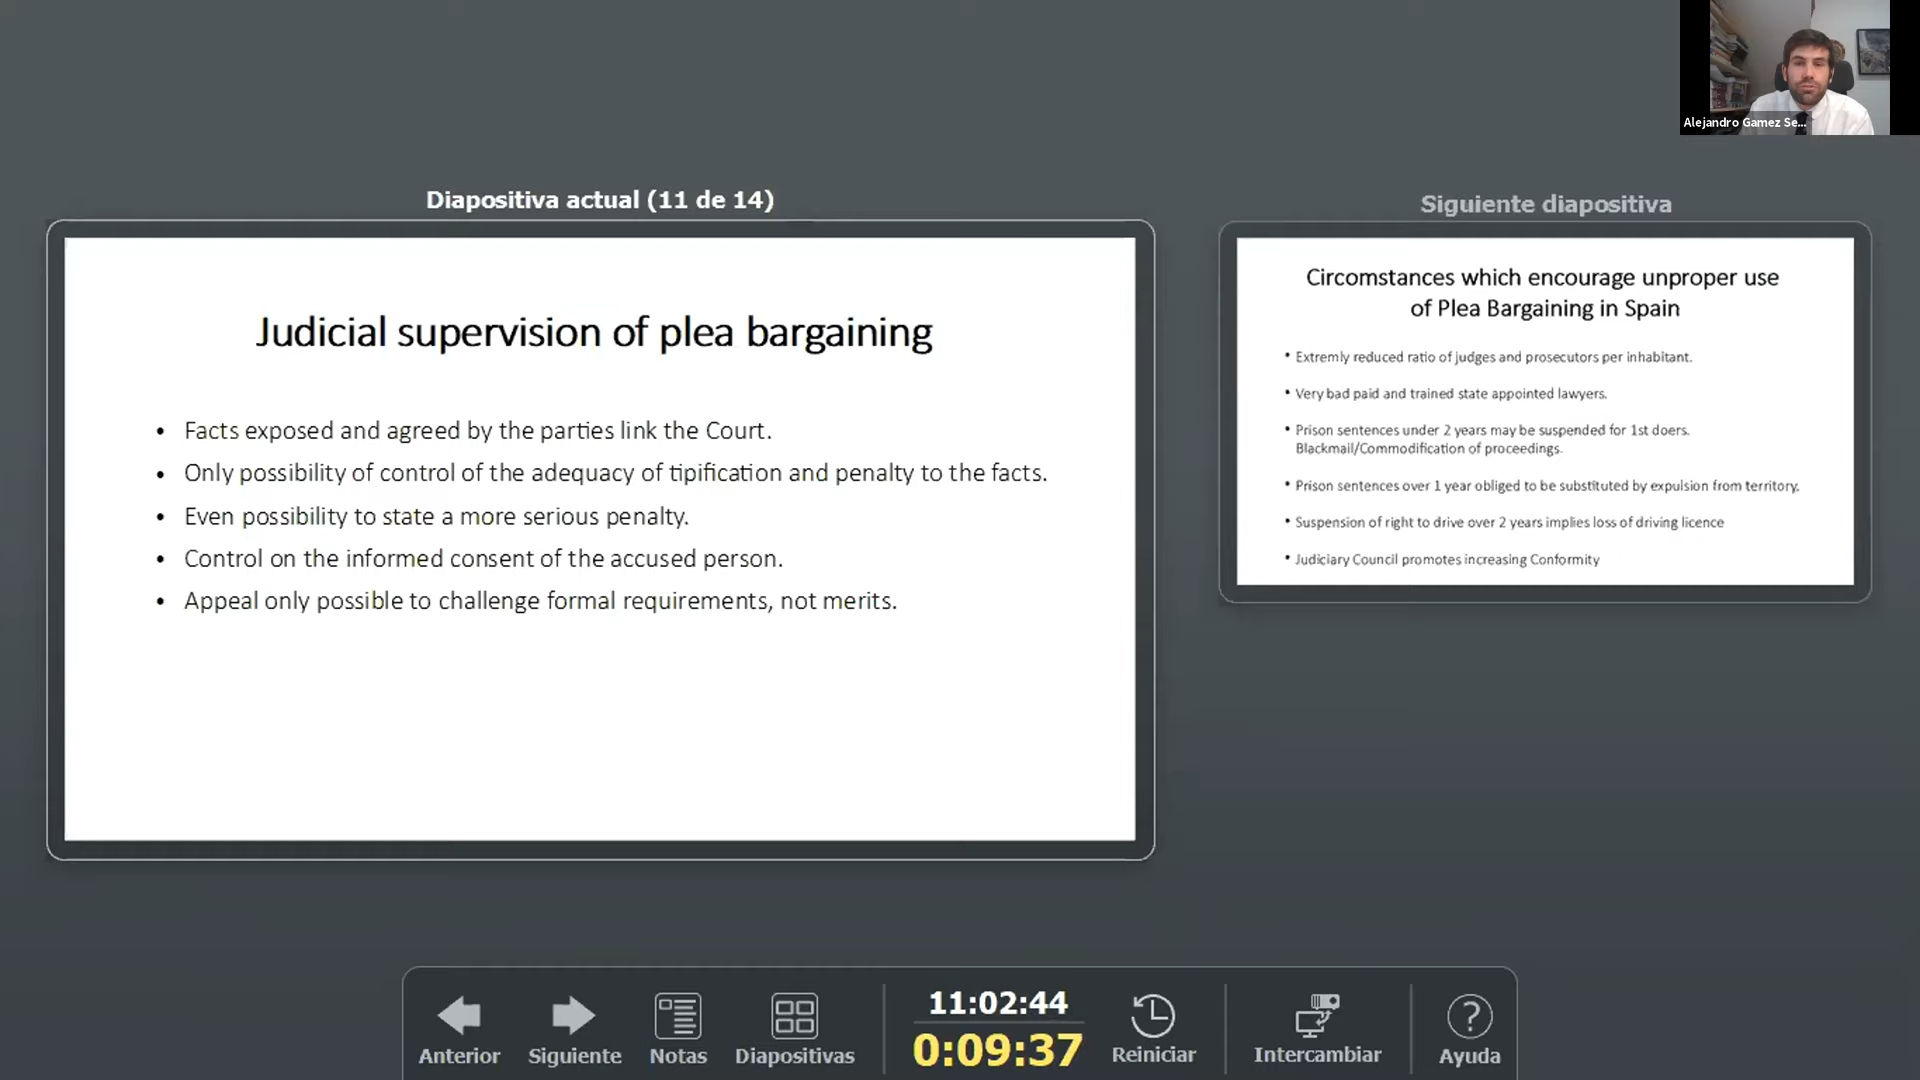 Alejandro Gamez Se...
Diapositiva actual (11 de 14)
Judicial supervision of plea bargaining
• Facts exposed and agreed by the parties link the Court.
• Only possibility of control of the adequacy of tipification and penalty to the facts.
• Even possibility to state a more serious penalty.
• Control on the informed consent of the accused person.
• Appeal only possible to challenge formal requirements, not merits.
Siguiente diapositiva
Circomstances which encourage unproper use
of Plea Bargaining in Spain
• Extremly reduced ratio of judges and prosecutors per inhabitant.
• Very bad paid and trained state appointed lawyers.
• Prison sentences under 2 years may be suspended for 1st doers.
Blackmail/Commodification of proceedings.
• Prison sentences over 1 year obliged to be substituted by expulsion from territory.
• Suspension of right to drive over 2 years implies loss of driving licence
• Judiciary Council promotes increasing Conformity
Anterior
Siguiente
Notas
Diapositivas
11:02:44
0:09:37
Reiniciar
Intercambiar
Ayuda